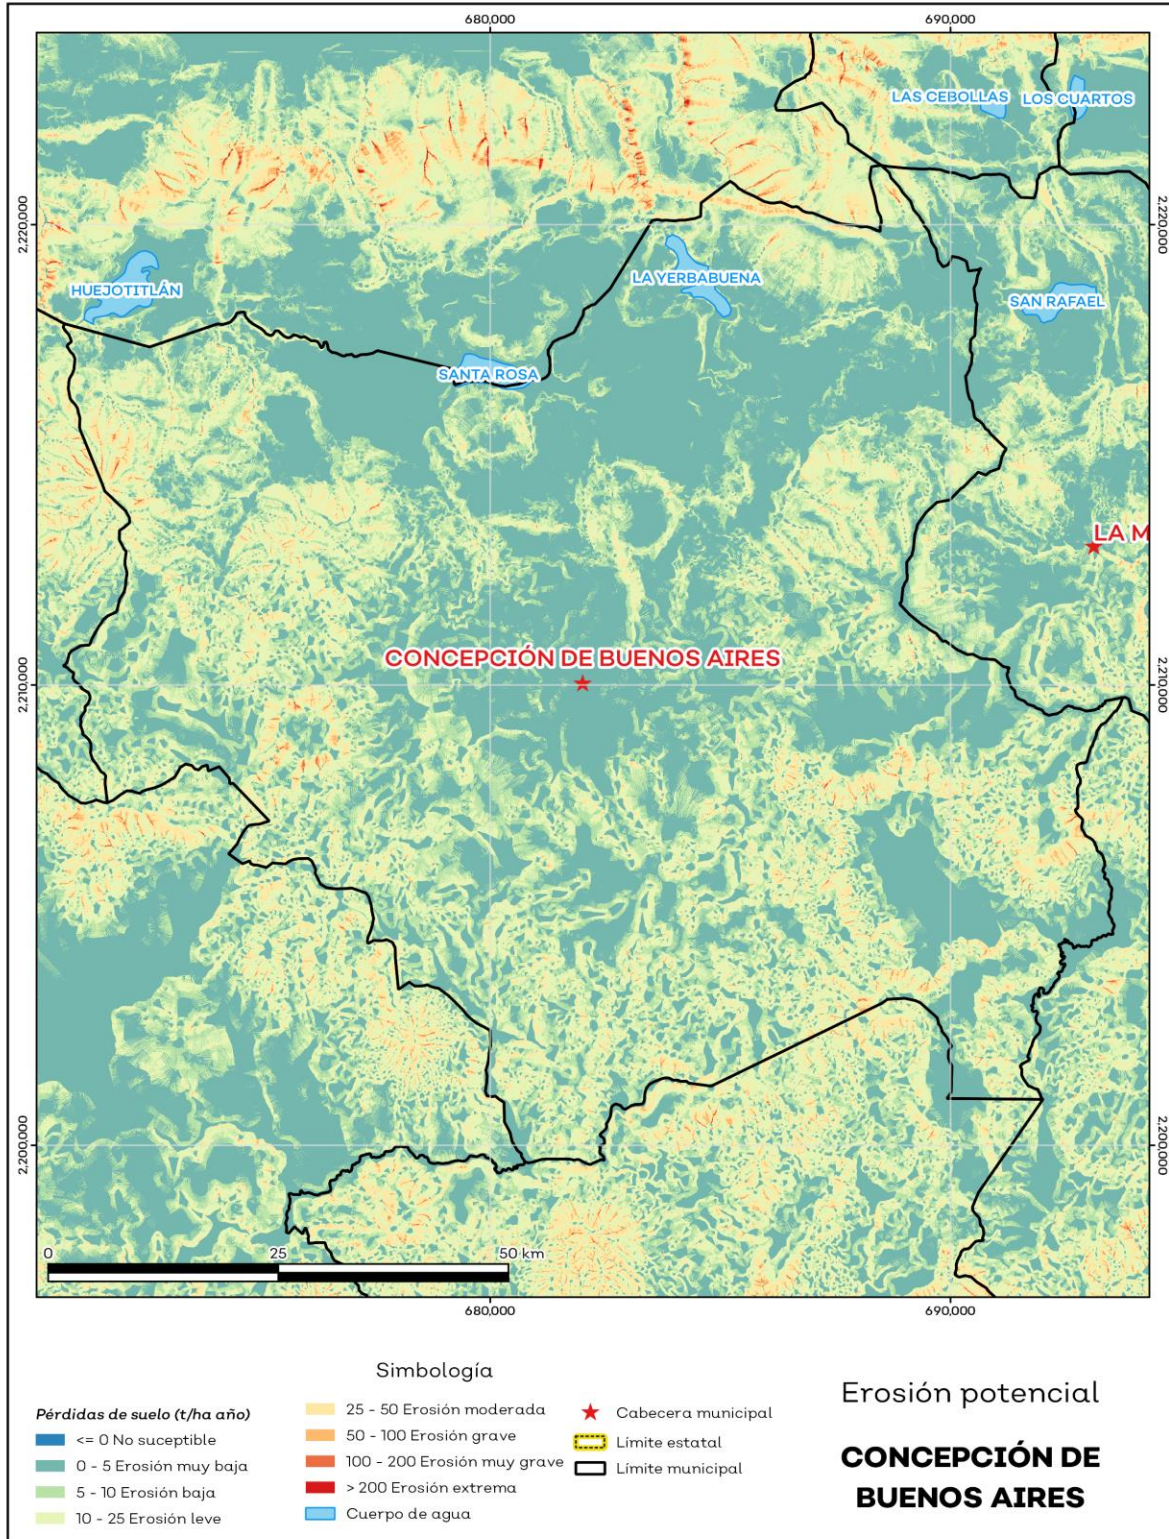 680,000
690,000
LAS CEBOLLAS
LOS CUARTOS
2,220,000
2,220,000
HUEJOTITLÁN
LA YERBABUENA
SAN RAFAEL
SANTA ROSA
LA M
CONCEPCIÓN DE BUENOS AIRES
2,210,000
2,210,000
2,200,000
2,200,000
0
25
50 km
680,000
690,000
Simbología
Pérdidas de suelo (t/ha año)
<= 0 No suceptible
0 - 5 Erosión muy baja
5 - 10 Erosión baja
10 - 25 Erosión leve
25 - 50 Erosión moderada
50 - 100 Erosión grave
100 - 200 Erosión muy grave
> 200 Erosión extrema
Cuerpo de agua
Cabecera municipal
Límite estatal
Límite municipal
Erosión potencial
CONCEPCIÓN DE
BUENOS AIRES